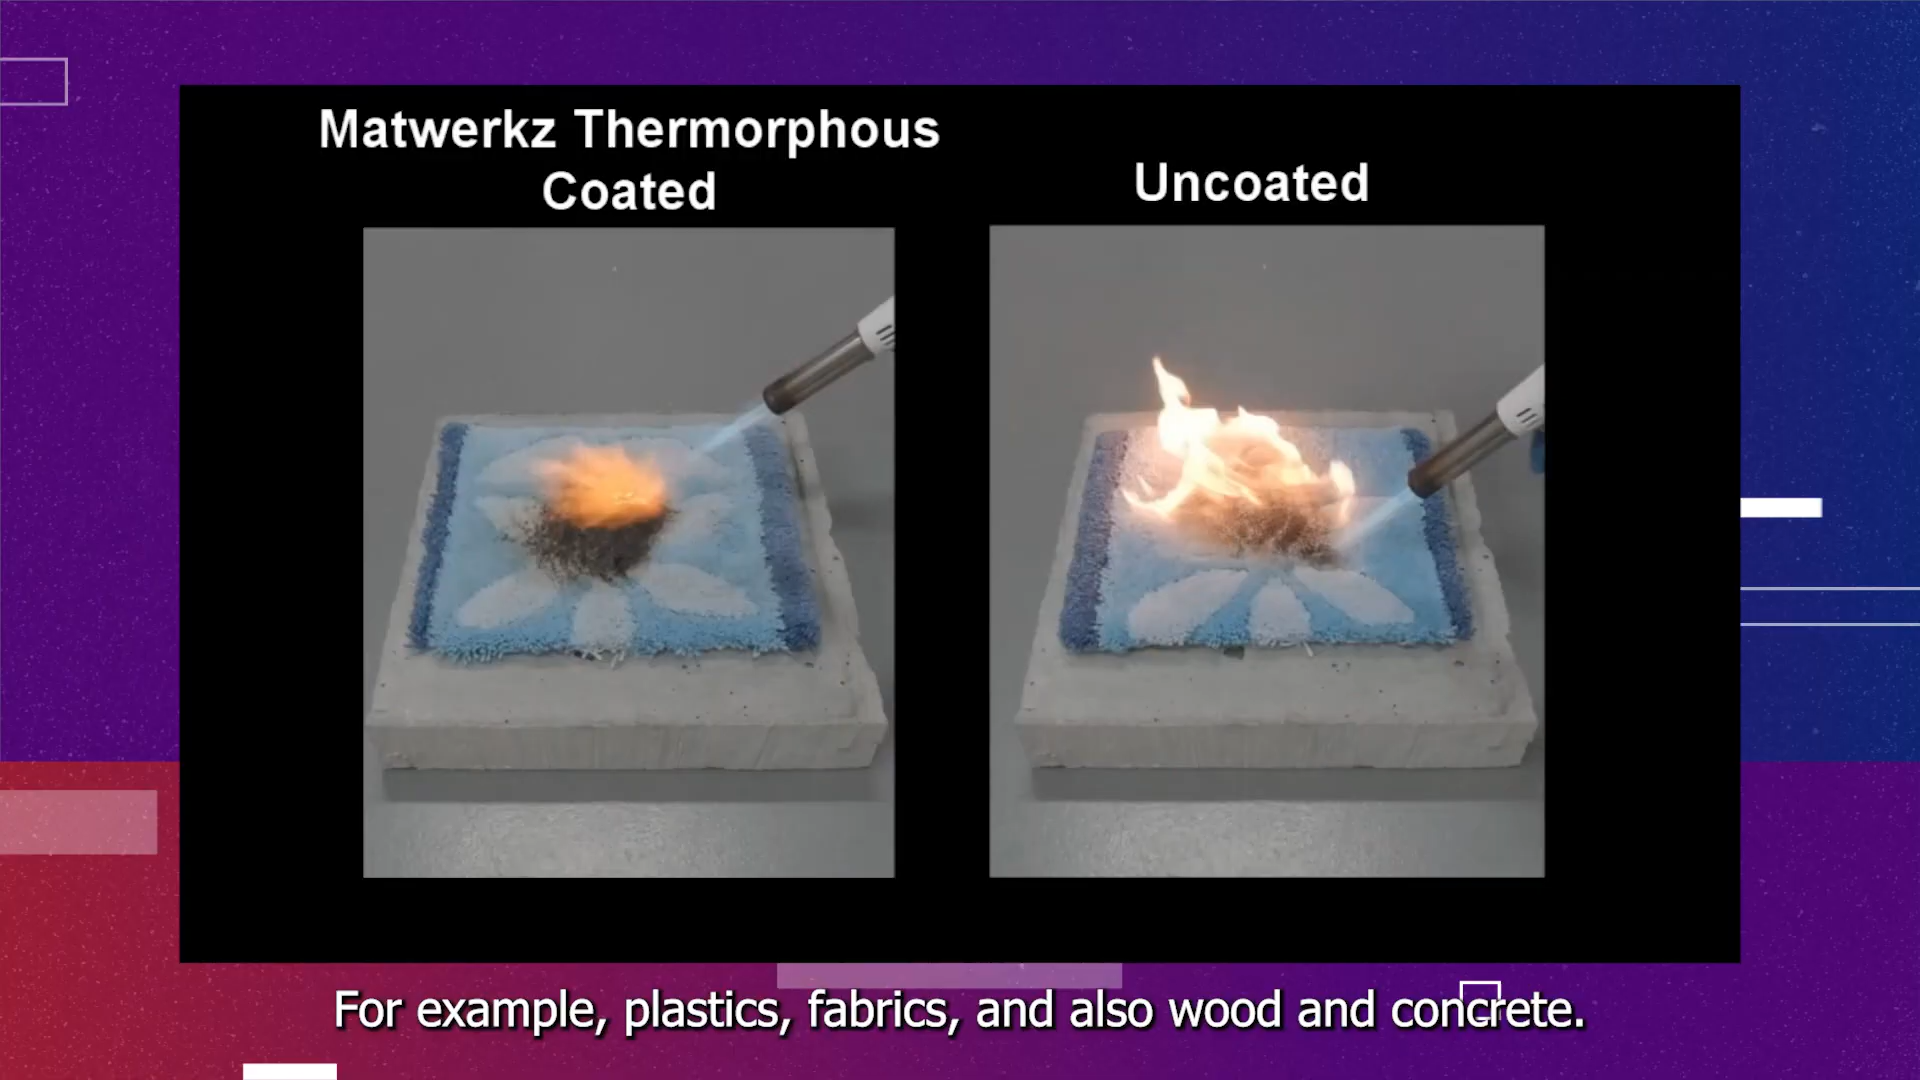 Matwerkz Thermorphous
Coated
Uncoated
For example, plastics, fabrics, and also wood and concrete.